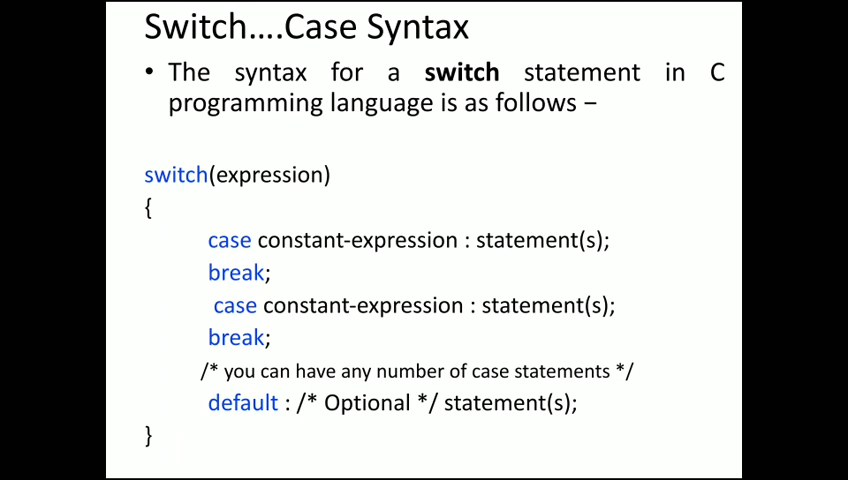 Switch....Case Syntax
• The syntax for a switch statement in C
programming language is as follows −
switch(expression)
{
case constant-expression : statement(s);
break;
case constant-expression : statement(s);
break;
/* you can have any number of case statements */
default : /* Optional */ statement(s);
}